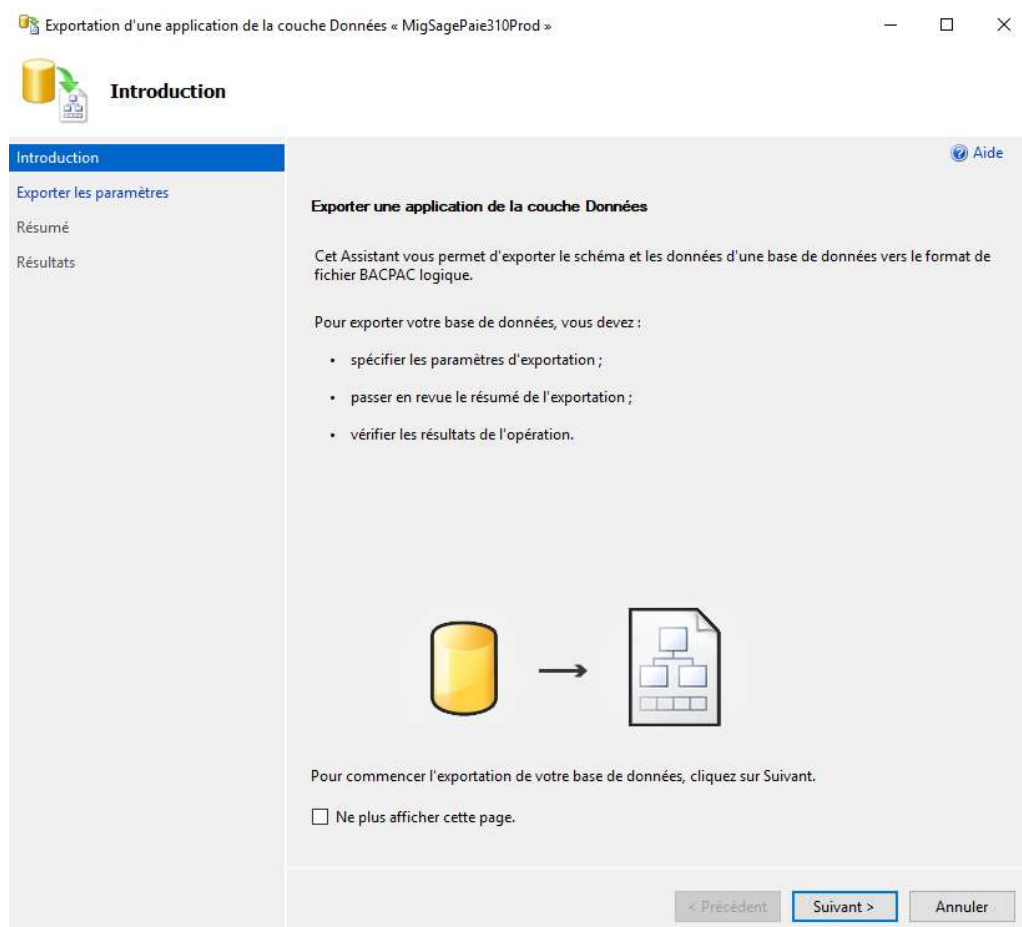 Exportation d'une application de la couche Données « MigSagePaie310Prod »
Introduction
Introduction
Aide
Exporter les paramètres
Résumé
Résultats
Exporter une application de la couche Données
Cet Assistant vous permet d'exporter le schéma et les données d'une base de données vers le format de
fichier BACPAC logique.
Pour exporter votre base de données, vous devez :
• spécifier les paramètres d'exportation ;
• passer en revue le résumé de l'exportation ;
• vérifier les résultats de l'opération.
Pour commencer l'exportation de votre base de données, cliquez sur Suivant.
Ne plus afficher cette page.
< Précédent
Suivant >
Annuler